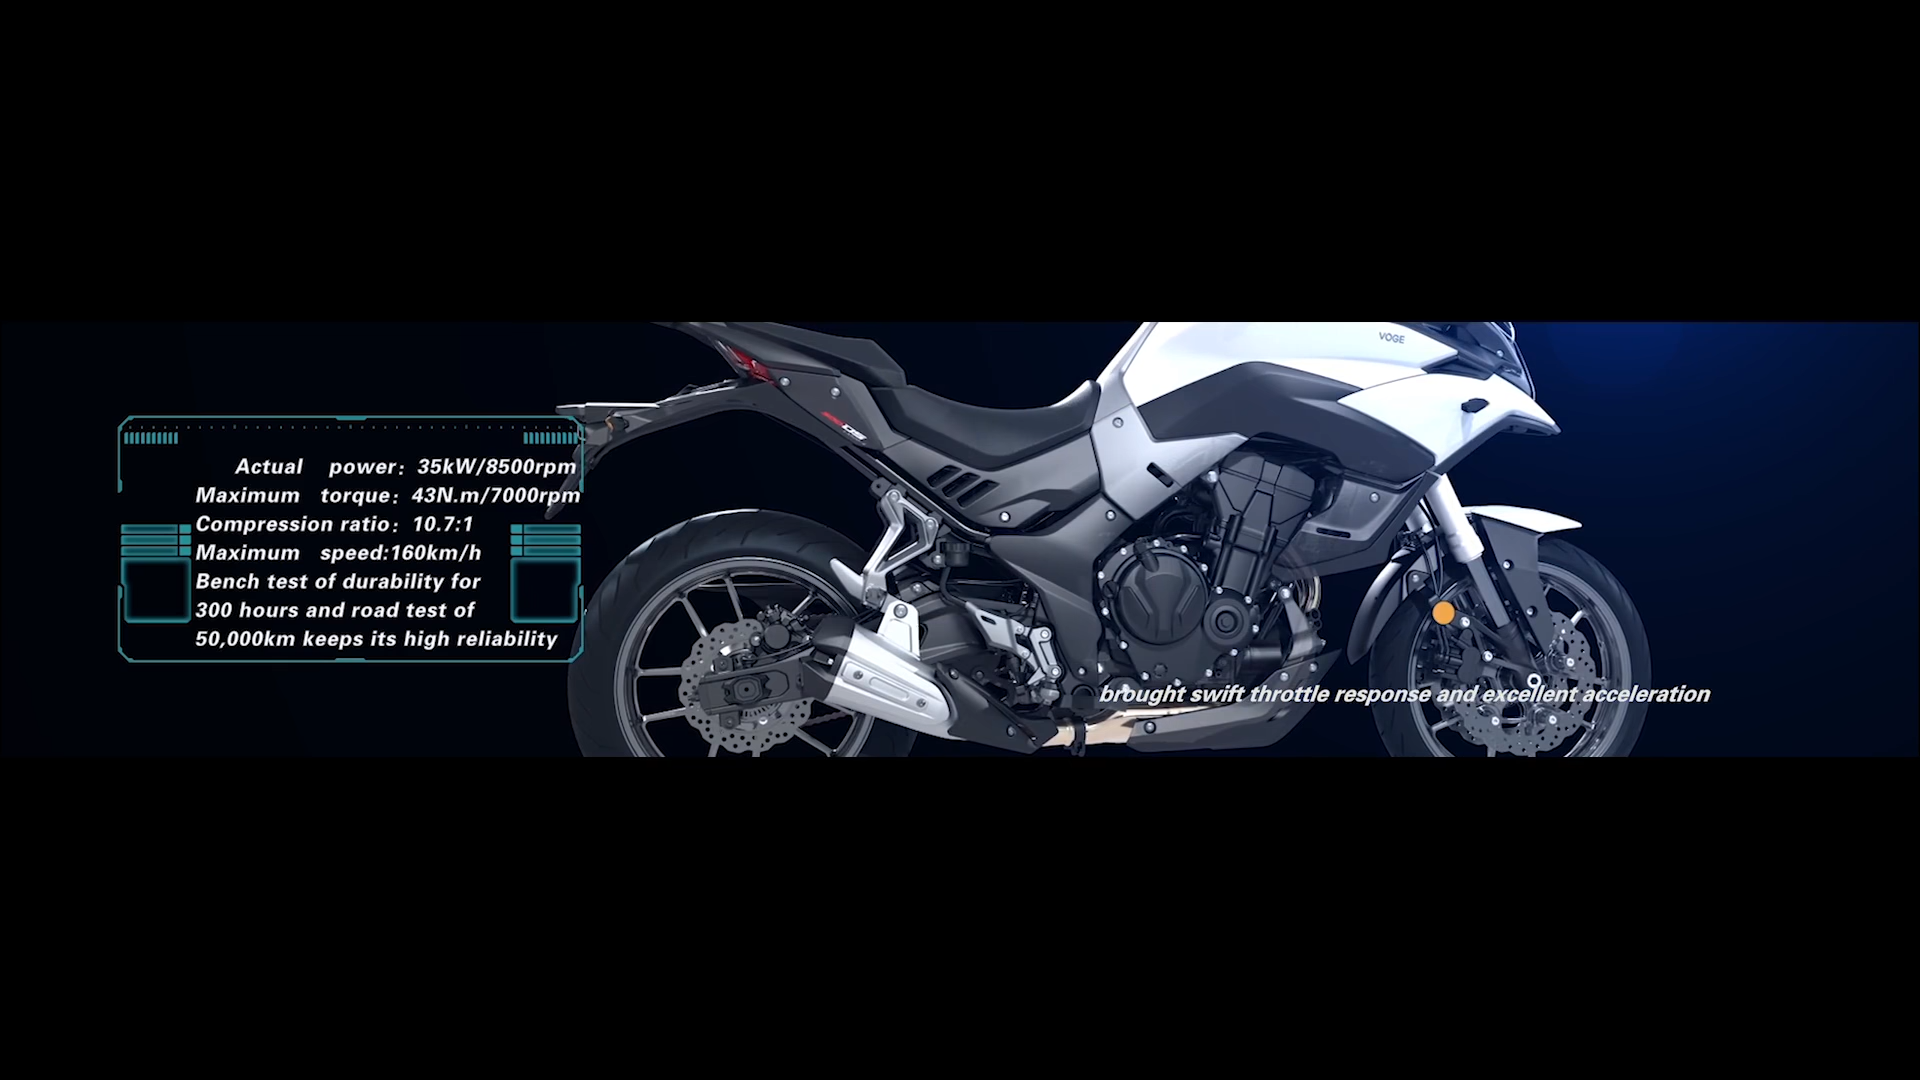 VOGE
Actual power: 35kW/8500rpm
Maximum torque: 43N.m/7000rpm
Compression ratio: 10.7:1
Maximum speed:160km/h
Bench test of durability for
300 hours and road test of
50,000km keeps its high reliability
brought swift throttle response and excellent acceleration